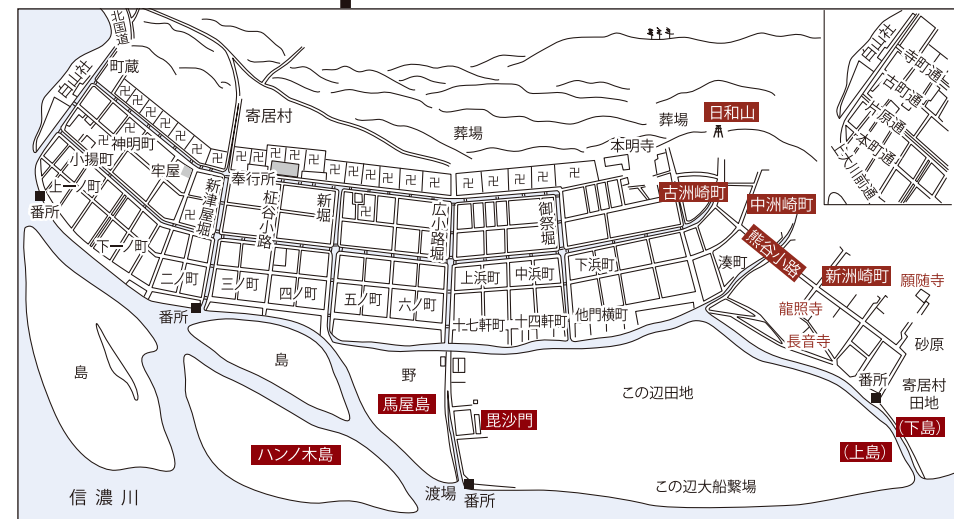 北国道
白山社
町蔵
寄居村
神明町
小揚町
牢屋
上一ノ町
番所
下一ノ町
新津屋堀
奉行所
柾谷小路
新堀
広小路堀
御祭堀
葬場
葬場
日和山
本明寺
古洲崎町
中洲崎町
熊谷小路
新洲崎町
願随寺
湊町
龍照寺
長音寺
砂原
番所
寄居村
田地
(下島)
(上島)
二ノ町
三ノ町
四ノ町
五ノ町
六ノ町
上浜町
中浜町
下浜町
十七軒町
十四軒町
他門横町
番所
島
島
野
馬屋島
毘沙門
ハンノ木島
この辺田地
この辺大船繋場
渡場
番所
信濃川
白山社
寺町通
古町通
片原通
本町通
上大川前通